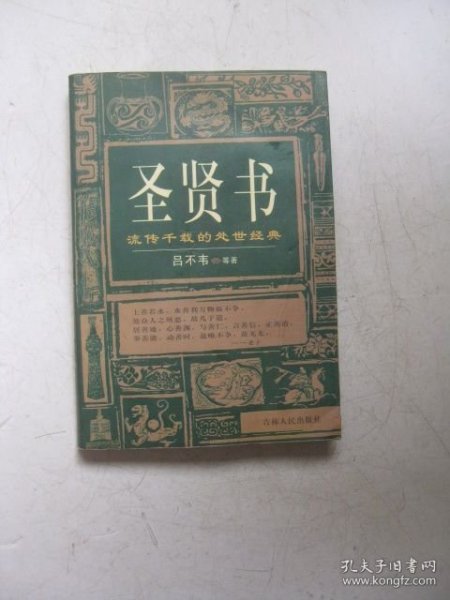 圣贤书
流传千载的处世经典
吕不韦 等著
上善若水，水善利万物而不争，
处众人之所恶，故几于道，
居善地，心善渊，与善仁，言善信，正善治，
事善能，动善时，故唯不争，故无尤。
——老子
吉林人民出版社
孔夫子旧书网
www.kongfz.com